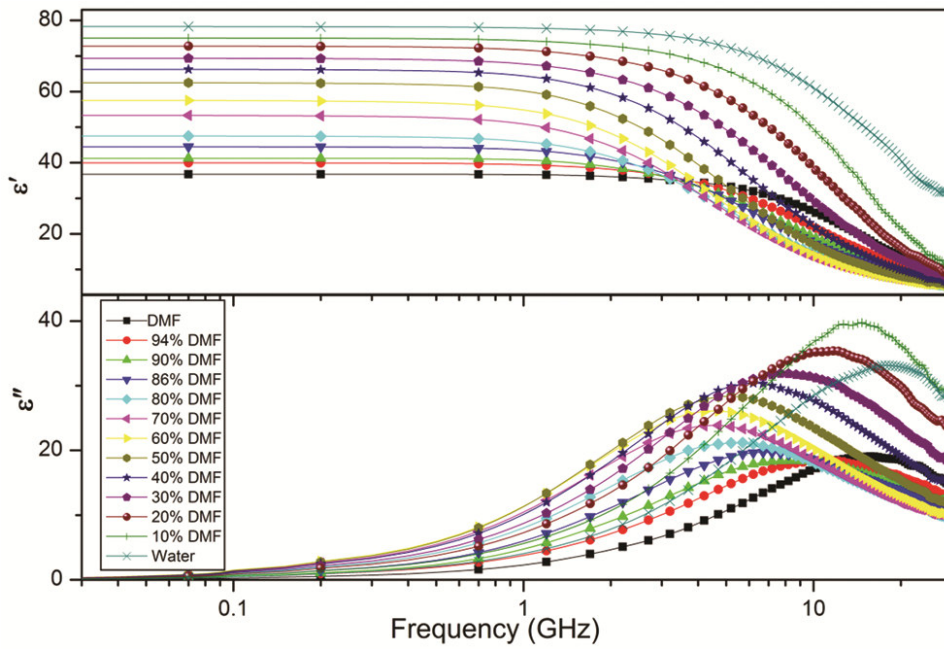 80
60
40
20
ε′
40
20
0
ε″
DMF
94% DMF
90% DMF
86% DMF
80% DMF
70% DMF
60% DMF
50% DMF
40% DMF
30% DMF
20% DMF
10% DMF
Water
0.1
1
10
Frequency (GHz)